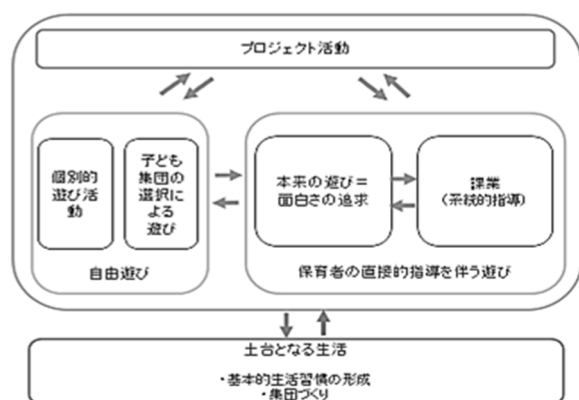 プロジェクト活動
個別的
遊び活
動
子ども
集団の
選択に
よる
遊び
本来の遊び＝
面白さの追求
課業
（系統的指導）
自由遊び
保育者の直接的指導を伴う遊び
土台となる生活
・基本的生活習慣の形成
・集団づくり